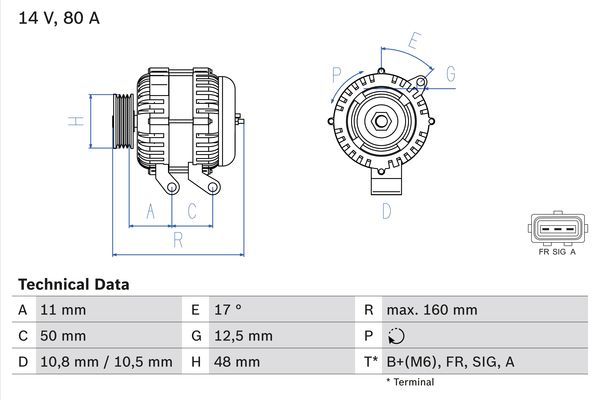 14 V, 80 A
E
P
G
H
A
C
R
D
FR SIG A
Technical Data
A 11 mm E 17 ° R max. 160 mm
C 50 mm G 12,5 mm P
D 10,8 mm / 10,5 mm H 48 mm T* B+(M6), FR, SIG, A
* Terminal